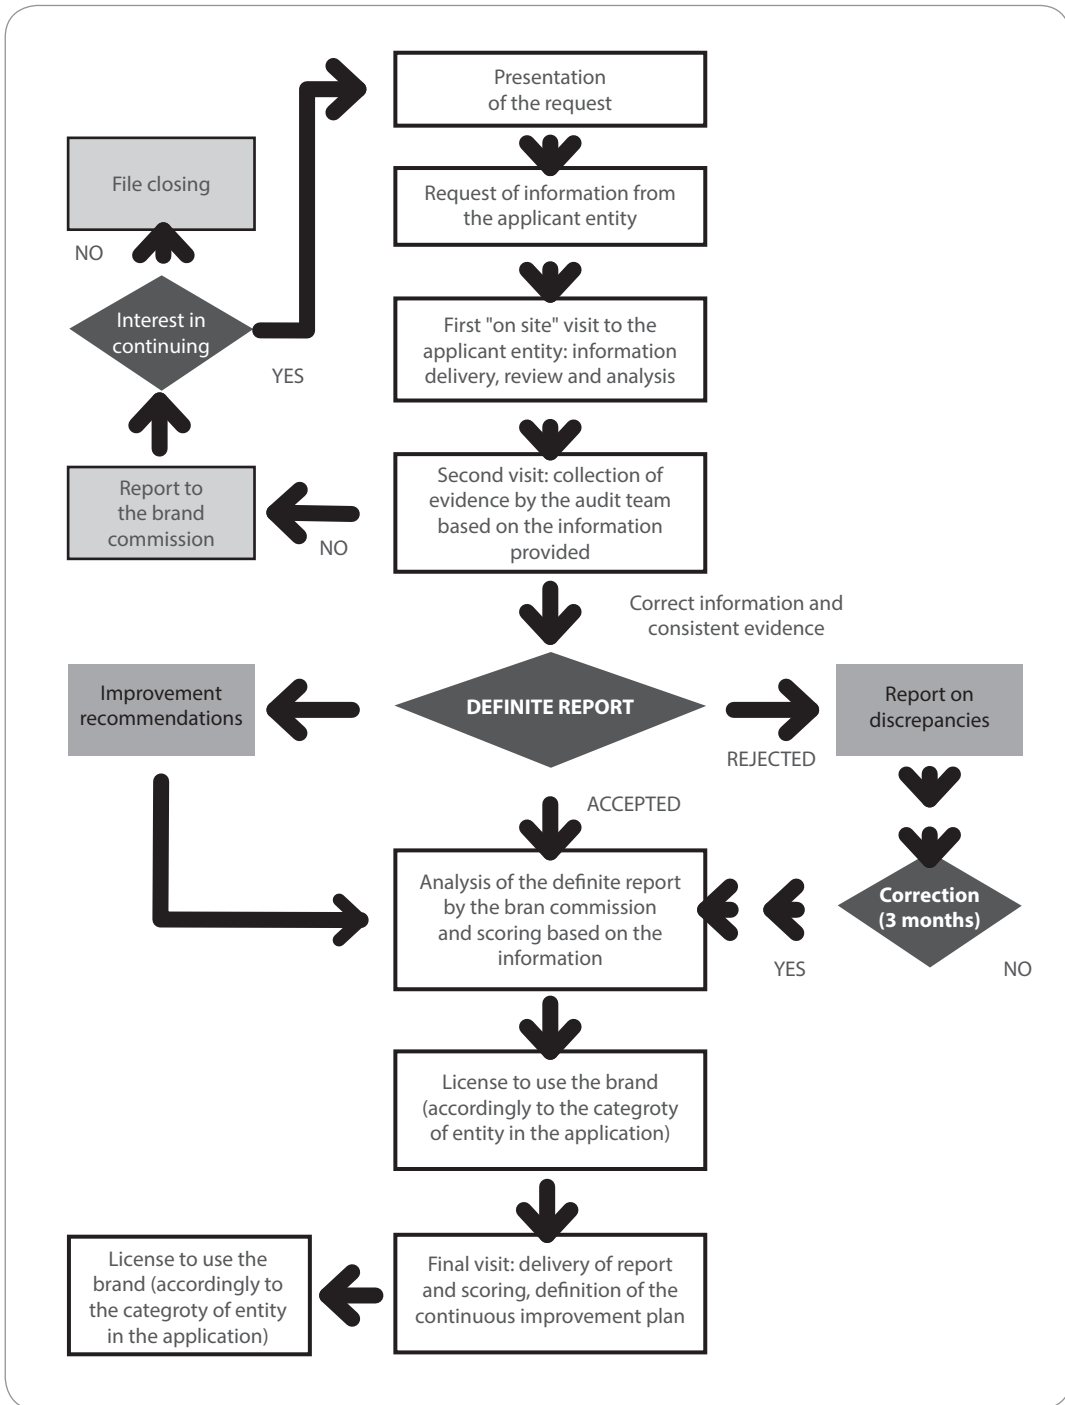 Presentation
of the request
File closing
Request of information from
the applicant entity
NO
Interest in
continuing
YES
First "on site" visit to the
applicant entity: information
delivery, review and analysis
Report to
the brand
commission
NO
Second visit: collection of
evidence by the audit team
based on the information
provided
Correct information and
consistent evidence
Improvement
recommendations
DEFINITE REPORT
REJECTED
Report on
discrepancies
ACCEPTED
Analysis of the definite report
by the bran commission
and scoring based on the
information
YES
Correction
(3 months)
NO
License to use the brand
(accordingly to the categroty
of entity in the application)
License to use the
brand (accordingly to
the categroty of entity
in the application)
Final visit: delivery of report
and scoring, definition of the
continuous improvement plan